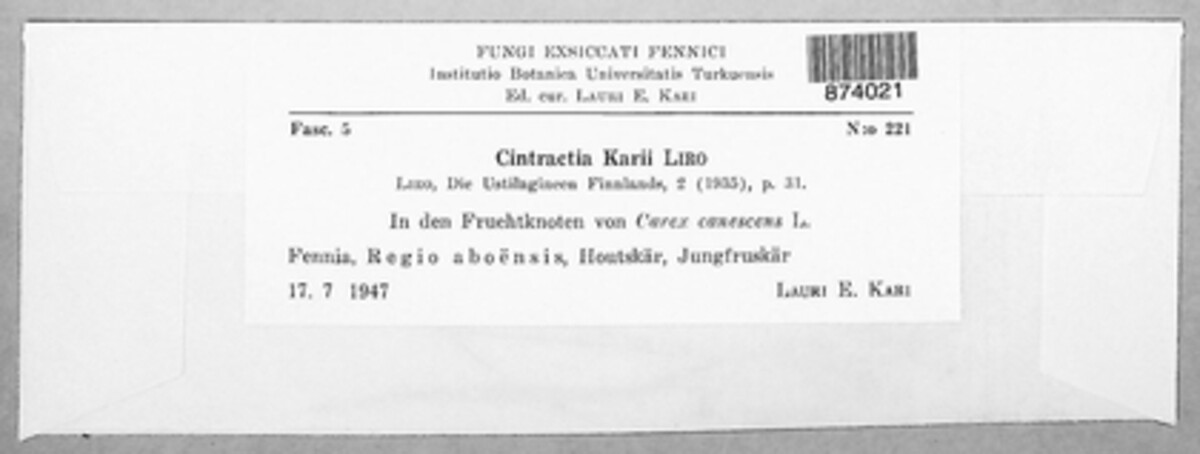 FUNGI EXSICCATI FENNICI
Institutio Botanica Universitatis Turkuensis
Ed. cur. LAURI E. KARI
874021
Fasc. 5
N:o 221
Cintractia Karii LIRO
LIRO, Die Ustilagineen Finnlands, 2 (1935), p. 31.
In den Fruchtknoten von Carex canescens L.
Fennia, Regio aboënsis, Houtskär, Jungfruskär
17. 7 1947
LAURI E. KARI